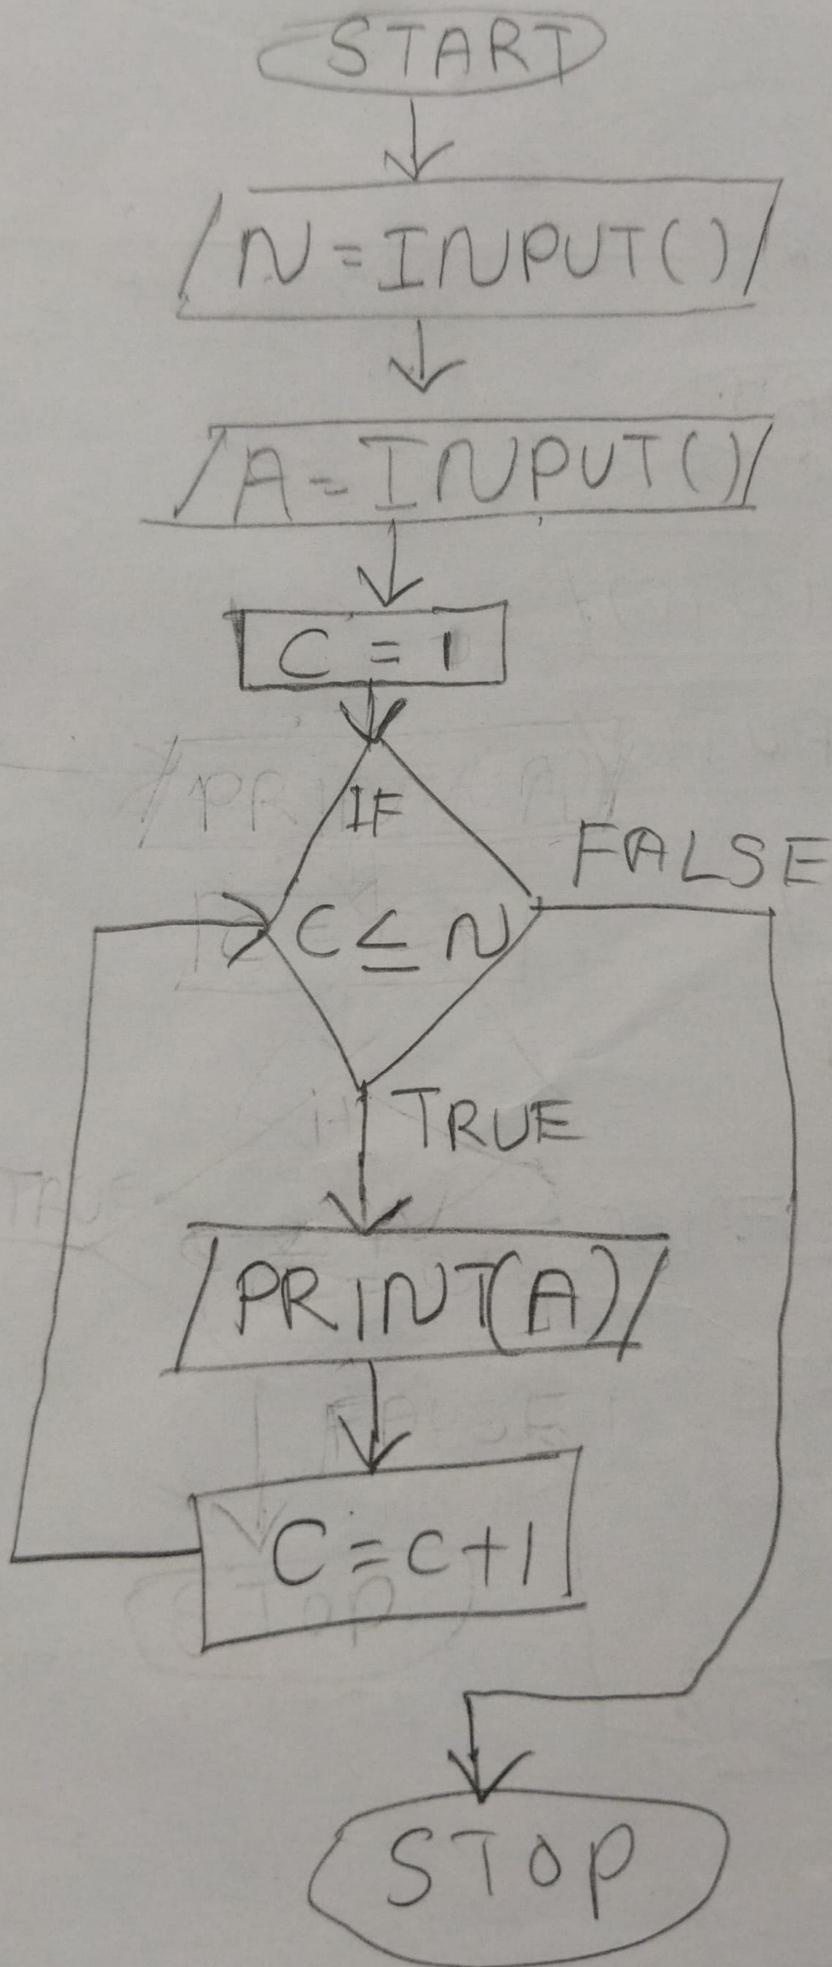 START
N = INPUT()
A = INPUT()
C = 1
IF
C ≤ N
FALSE
TRUE
PRINT(A)
C = C + 1
STOP